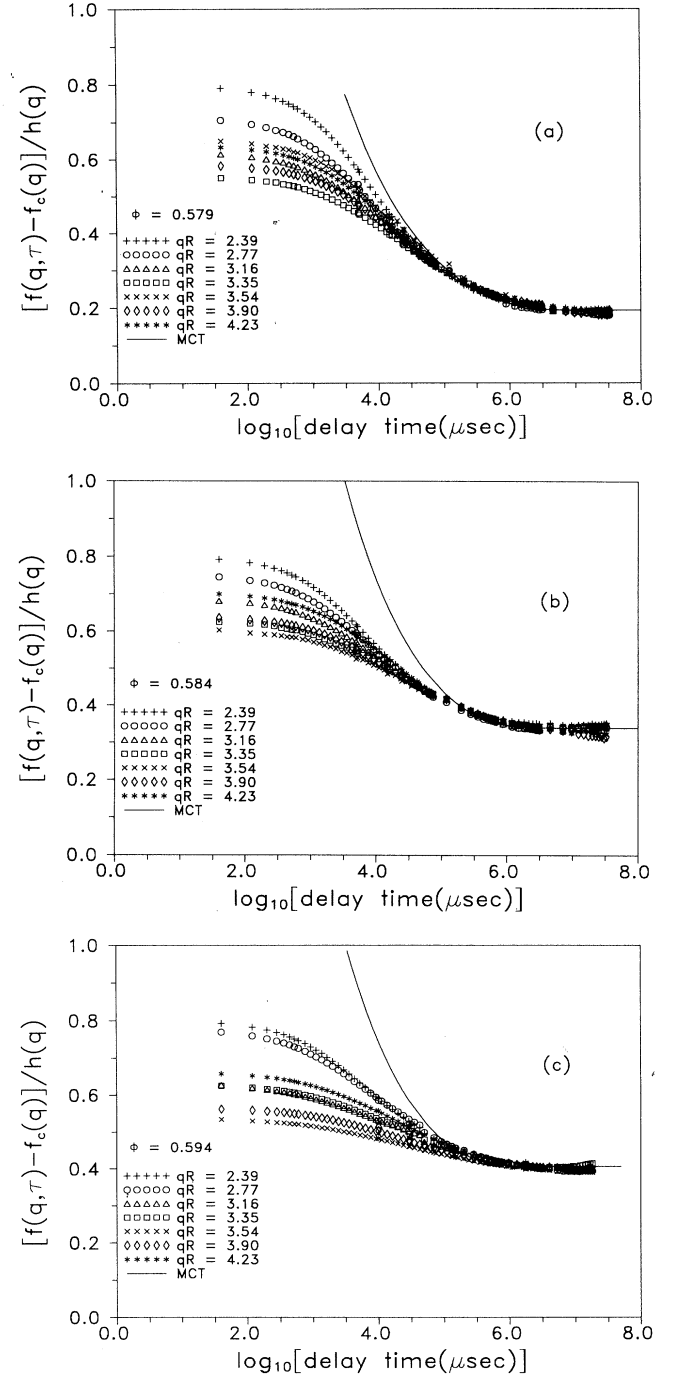 1.0
0.8
0.6
0.4
0.2
0.0
[f(q,τ)−f_c(q)]/h(q)
(a)
Φ = 0.579
+++++ qR = 2.39
○○○○○ qR = 2.77
△△△△ qR = 3.16
□□□□ qR = 3.35
××××× qR = 3.54
◇◇◇◇◇ qR = 3.90
***** qR = 4.23
—— MCT
0.0 2.0 4.0 6.0 8.0
log₁₀[delay time(μsec)]
1.0
0.8
0.6
0.4
0.2
0.0
[f(q,τ)−f_c(q)]/h(q)
(b)
Φ = 0.584
+++++ qR = 2.39
○○○○○ qR = 2.77
△△△△ qR = 3.16
□□□□ qR = 3.35
××××× qR = 3.54
◇◇◇◇◇ qR = 3.90
***** qR = 4.23
—— MCT
0.0 2.0 4.0 6.0 8.0
log₁₀[delay time(μsec)]
1.0
0.8
0.6
0.4
0.2
0.0
[f(q,τ)−f_c(q)]/h(q)
(c)
Φ = 0.594
+++++ qR = 2.39
○○○○○ qR = 2.77
△△△△ qR = 3.16
□□□□ qR = 3.35
××××× qR = 3.54
◇◇◇◇◇ qR = 3.90
***** qR = 4.23
—— MCT
0.0 2.0 4.0 6.0 8.0
log₁₀[delay time(μsec)]